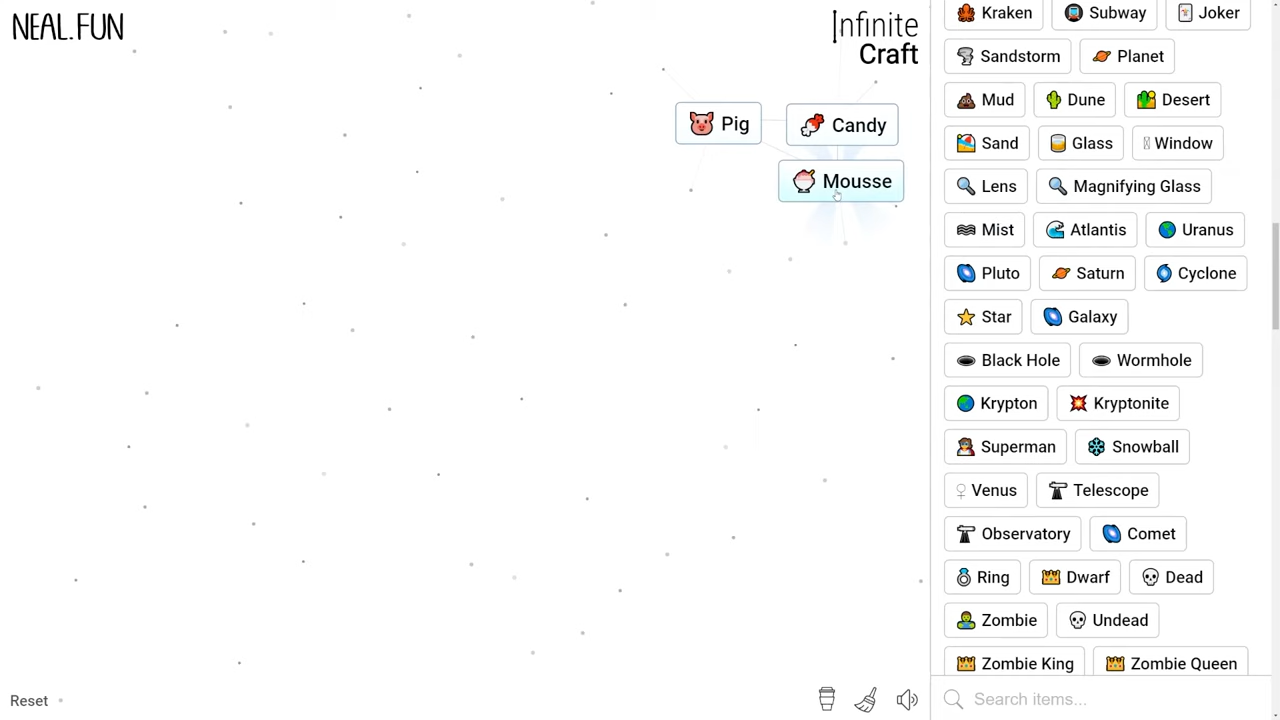 NEAL.FUN
Infinite
Craft
Pig
Candy
Mousse
Kraken Subway Joker
Sandstorm Planet
Mud Dune Desert
Sand Glass Window
Lens Magnifying Glass
Mist Atlantis Uranus
Pluto Saturn Cyclone
Star Galaxy
Black Hole Wormhole
Krypton Kryptonite
Superman Snowball
Venus Telescope
Observatory Comet
Ring Dwarf Dead
Zombie Undead
Zombie King Zombie Queen
Reset
Search items...